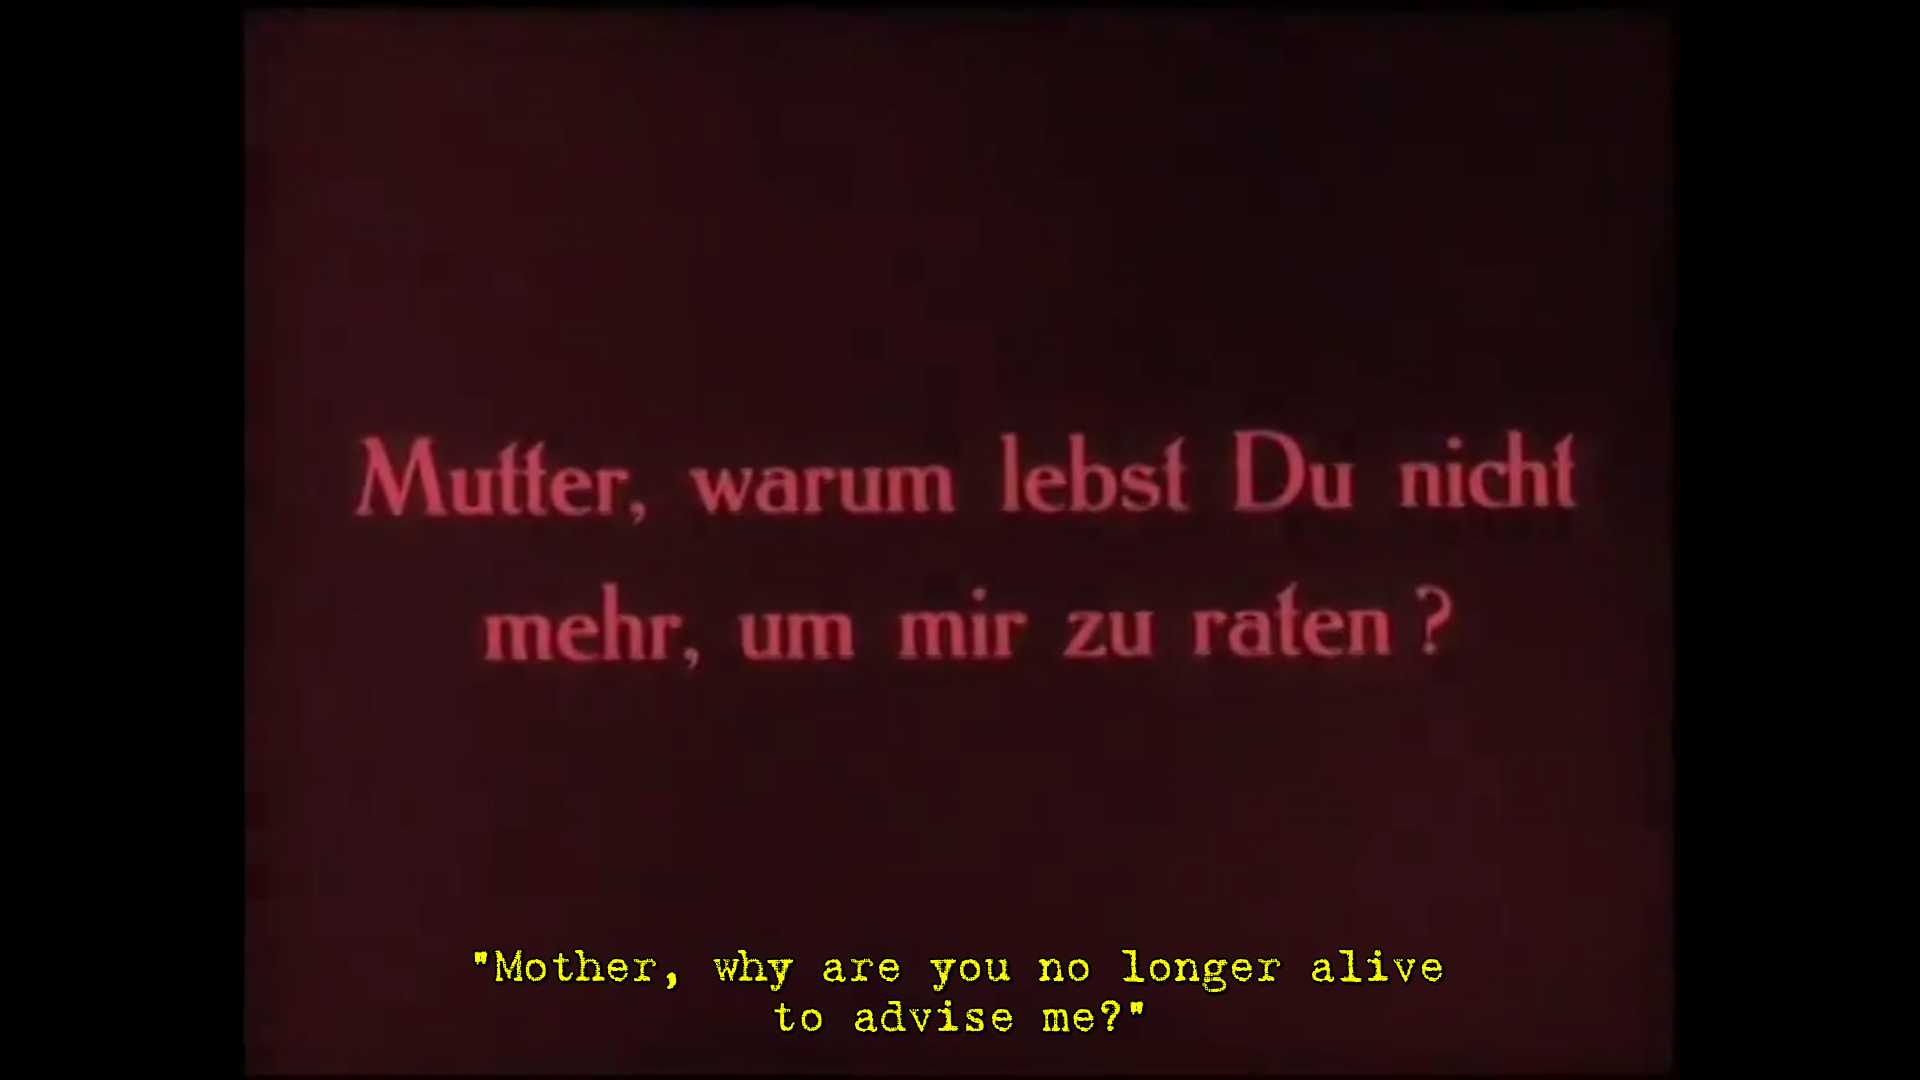 Mutter, warum lebst Du nicht
mehr, um mir zu raten ?
"Mother, why are you no longer alive
to advise me?"